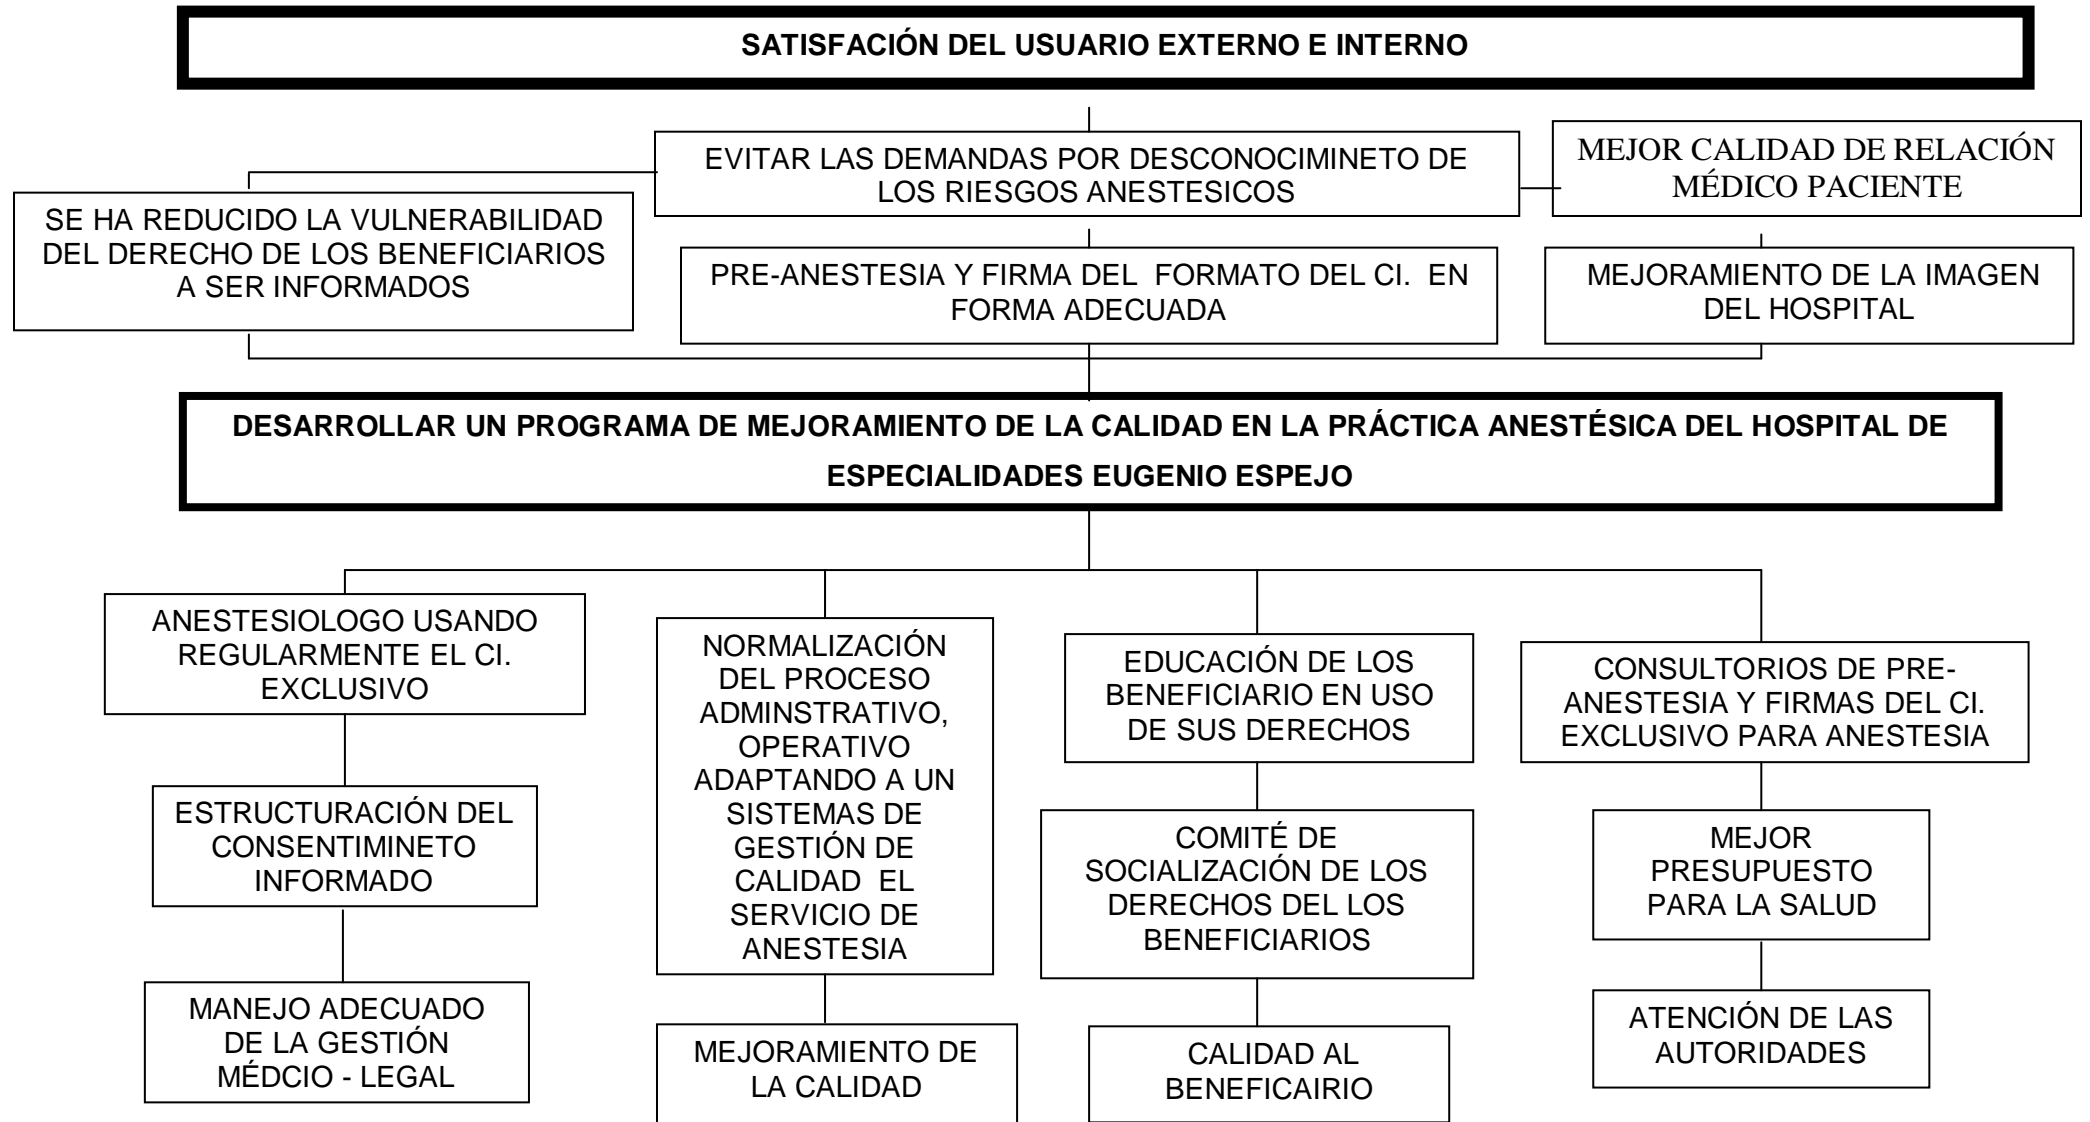 SATISFACIÓN DEL USUARIO EXTERNO E INTERNO
EVITAR LAS DEMANDAS POR DESCONOCIMINETO DE
LOS RIESGOS ANESTESICOS
MEJOR CALIDAD DE RELACIÓN
MÉDICO PACIENTE
SE HA REDUCIDO LA VULNERABILIDAD
DEL DERECHO DE LOS BENEFICIARIOS
A SER INFORMADOS
PRE-ANESTESIA Y FIRMA DEL FORMATO DEL CI. EN
FORMA ADECUADA
MEJORAMIENTO DE LA IMAGEN
DEL HOSPITAL
DESARROLLAR UN PROGRAMA DE MEJORAMIENTO DE LA CALIDAD EN LA PRÁCTICA ANESTÉSICA DEL HOSPITAL DE
ESPECIALIDADES EUGENIO ESPEJO
ANESTESIOLOGO USANDO
REGULARMENTE EL CI.
EXCLUSIVO
ESTRUCTURACIÓN DEL
CONSENTIMINETO
INFORMADO
MANEJO ADECUADO
DE LA GESTIÓN
MÉDCIO - LEGAL
NORMALIZACIÓN
DEL PROCESO
ADMINSTRATIVO,
OPERATIVO
ADAPTANDO A UN
SISTEMAS DE
GESTIÓN DE
CALIDAD EL
SERVICIO DE
ANESTESIA
MEJORAMIENTO DE
LA CALIDAD
EDUCACIÓN DE LOS
BENEFICIARIO EN USO
DE SUS DERECHOS
COMITÉ DE
SOCIALIZACIÓN DE LOS
DERECHOS DEL LOS
BENEFICIARIOS
CALIDAD AL
BENEFICAIRIO
CONSULTORIOS DE PRE-
ANESTESIA Y FIRMAS DEL CI.
EXCLUSIVO PARA ANESTESIA
MEJOR
PRESUPUESTO
PARA LA SALUD
ATENCIÓN DE LAS
AUTORIDADES